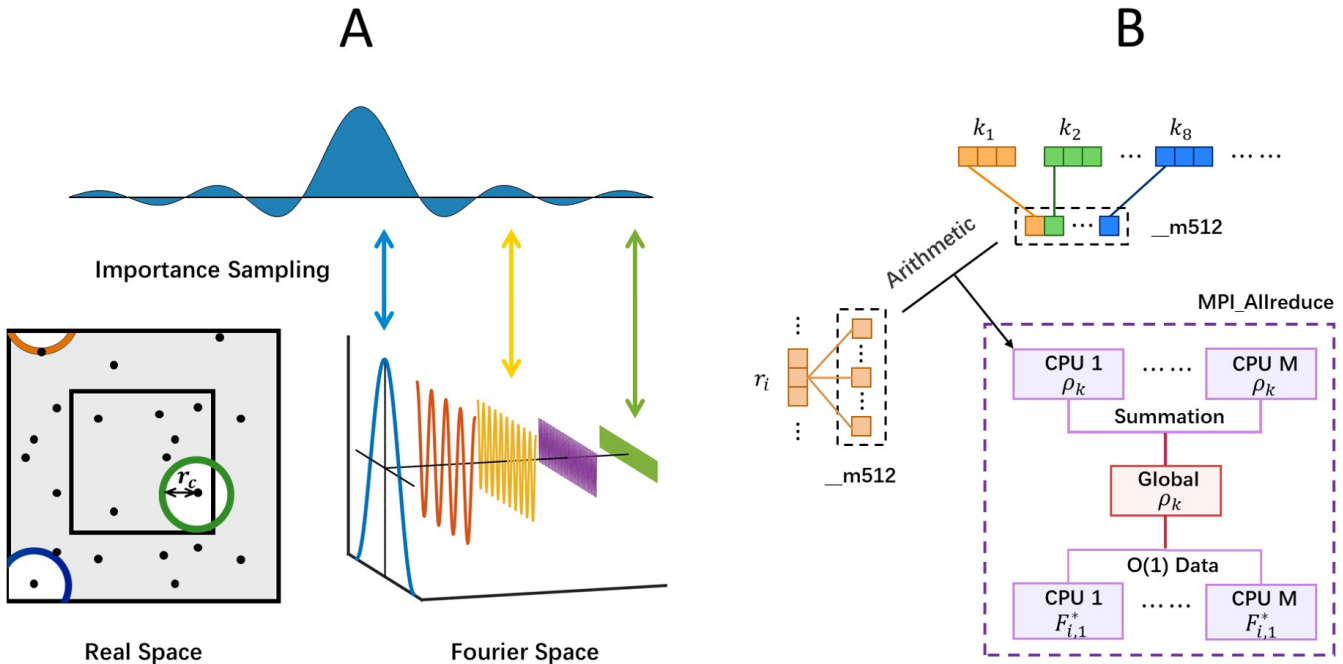 A
Importance Sampling
r_c
Real Space
Fourier Space
B
k_1 k_2 ... k_8 ... ...
... __m512
Arithmetic
MPI_Allreduce
r_i
__m512
CPU 1 ... ... CPU M
ρ_k ρ_k
Summation
Global
ρ_k
O(1) Data
CPU 1 ... ... CPU M
F^*_{i,1} F^*_{i,1}